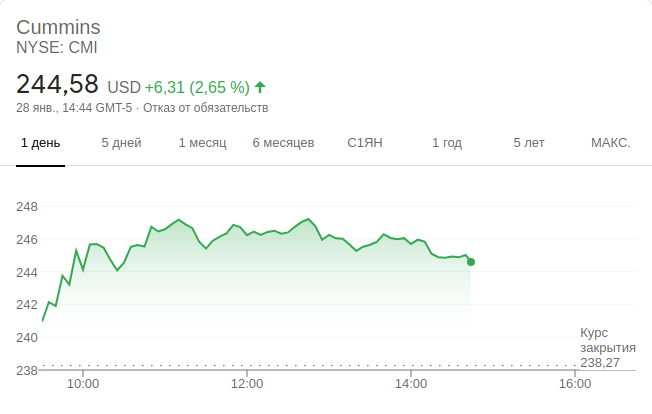 Cummins
NYSE: CMI
244,58 USD +6,31 (2,65 %)
28 янв., 14:44 GMT-5 · Отказ от обязательств
1 день 5 дней 1 месяц 6 месяцев С1ЯН 1 год 5 лет МАКС.
248
246
244
242
240
238
Курс
закрытия
238,27
10:00 12:00 14:00 16:00